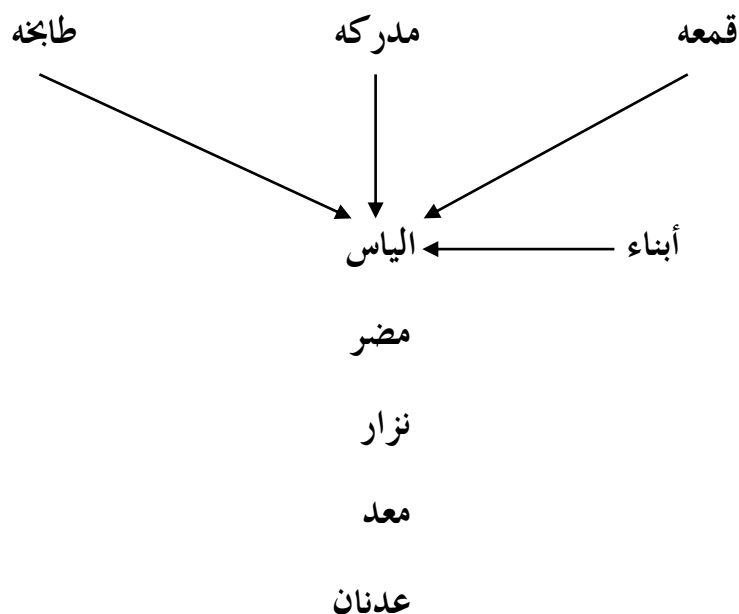 قمعه مدركه طابخه
أبناء الياس
مضر
نزار
معد
عدنان